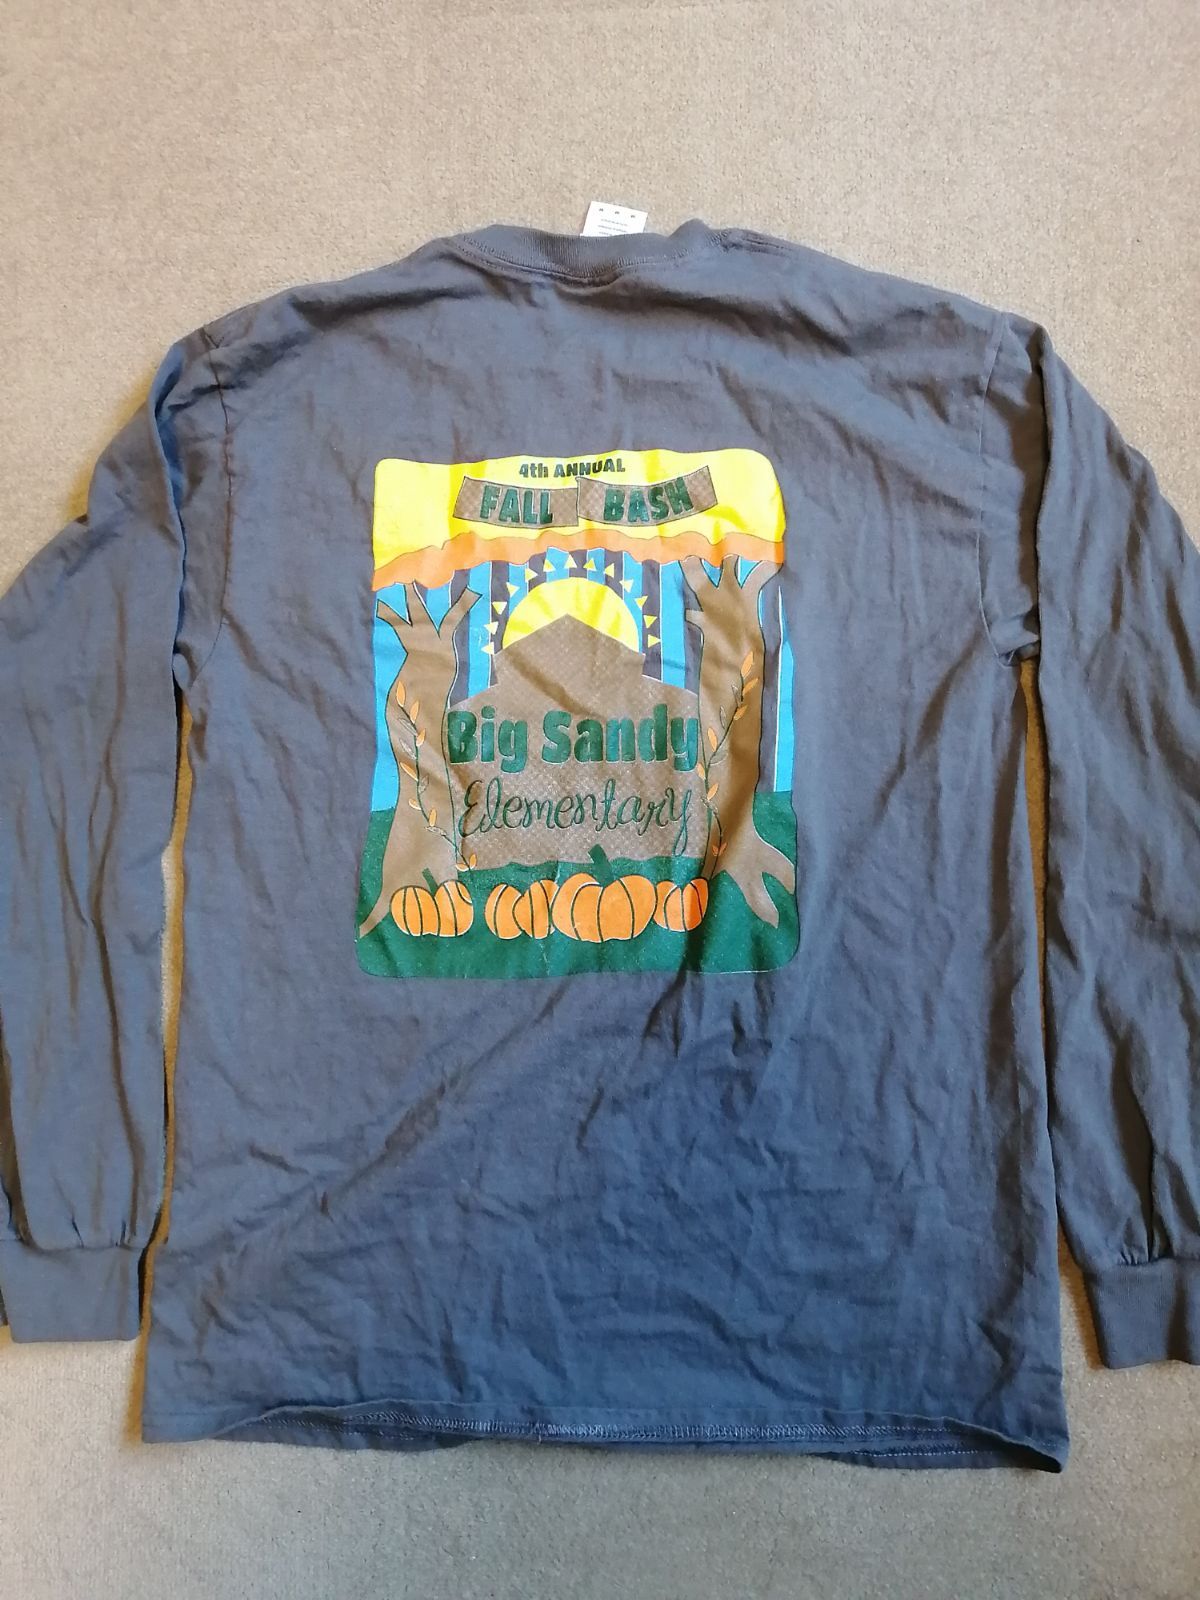 4th ANNUAL
FALL BASH
Big Sandy
Elementary